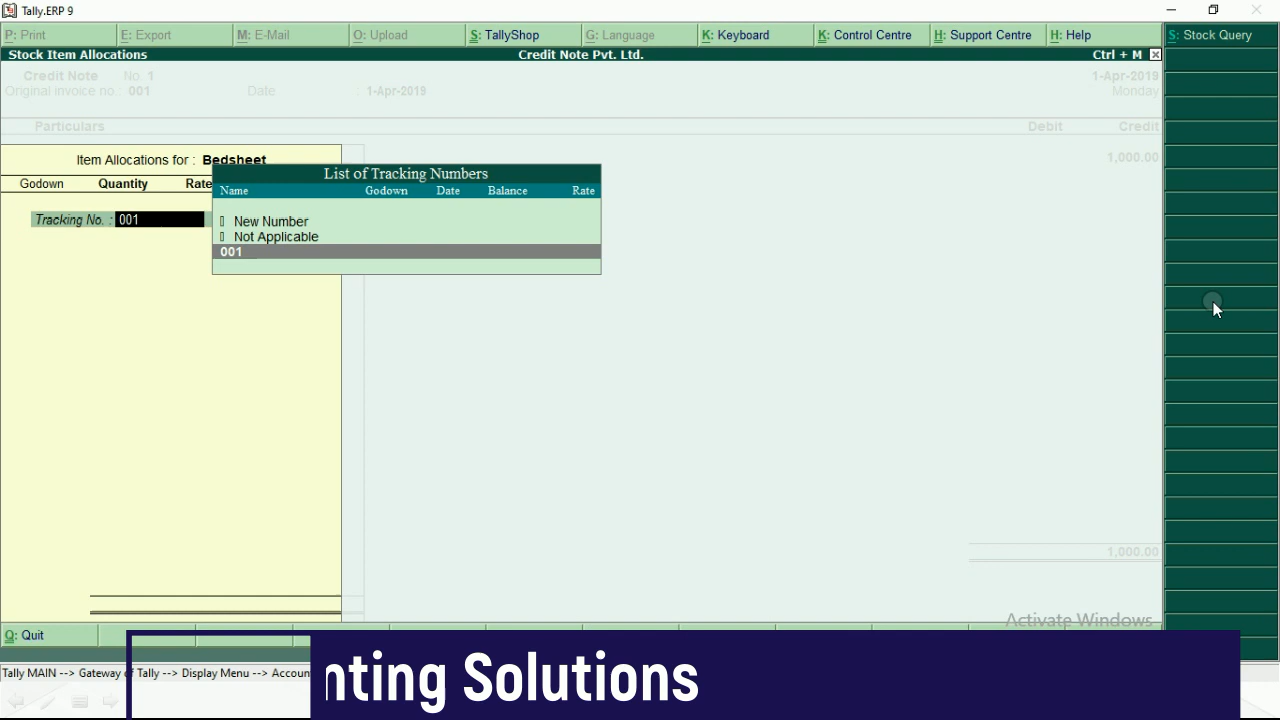 Tally.ERP 9
P: Print E: Export M: E-Mail O: Upload S: TallyShop G: Language K: Keyboard K: Control Centre H: Support Centre H: Help S: Stock Query
Stock Item Allocations Credit Note Pvt. Ltd. Ctrl + M
Credit Note No. 1 1-Apr-2019
Original invoice no.: 001 Date : 1-Apr-2019 Monday
Particulars Debit Credit
1,000.00
Item Allocations for : Bedsheet
Godown Quantity Rate
Tracking No. : 001
List of Tracking Numbers
Name Godown Date Balance Rate
New Number
Not Applicable
001
1,000.00
Activate Windows
Q: Quit
Tally MAIN --> Gateway of Tally --> Display Menu --> Accoun
nting Solutions